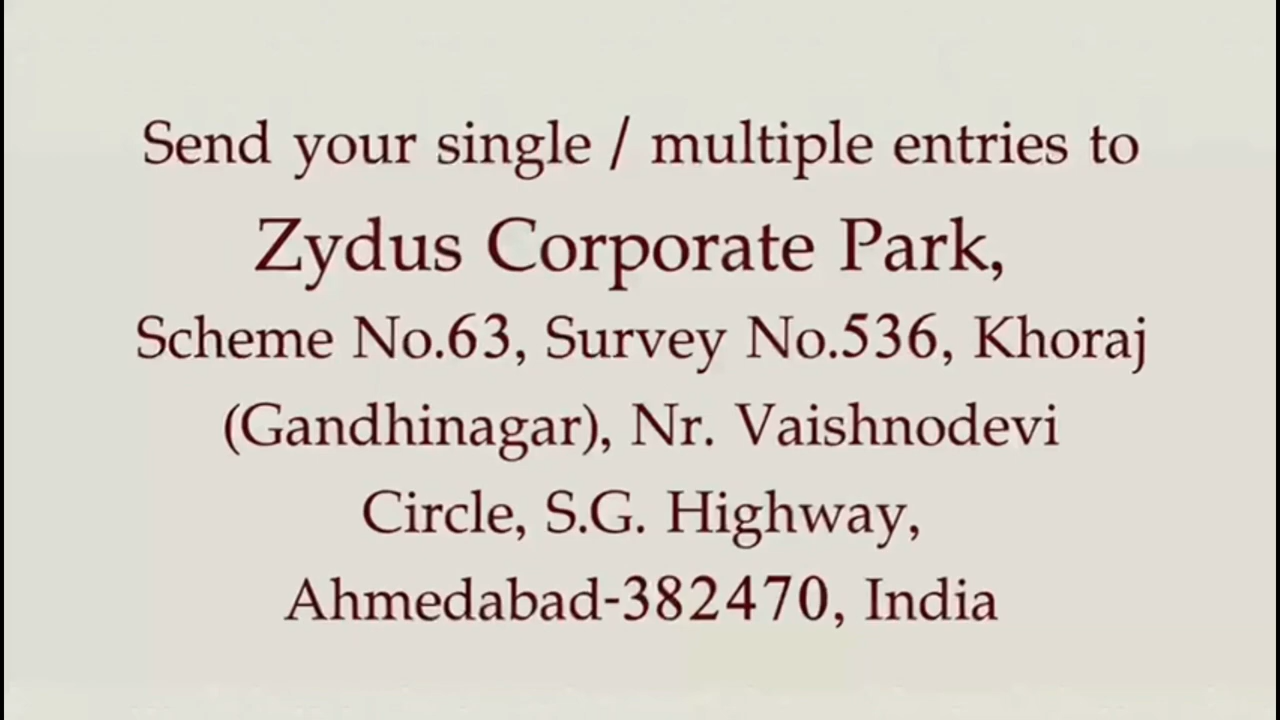 Send your single / multiple entries to
Zydus Corporate Park,
Scheme No.63, Survey No.536, Khoraj
(Gandhinagar), Nr. Vaishnodevi
Circle, S.G. Highway,
Ahmedabad-382470, India